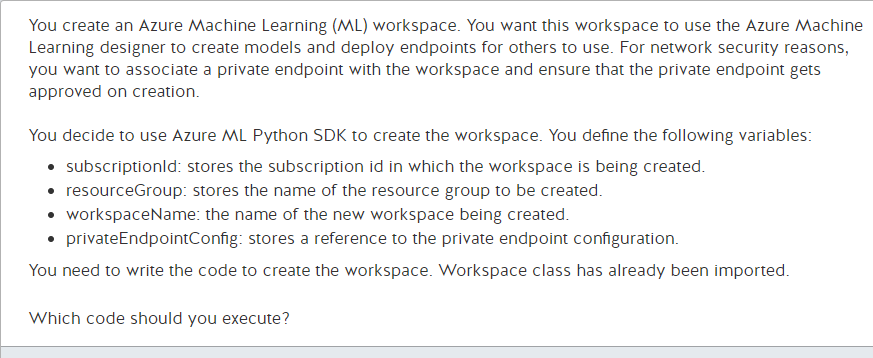 You create an Azure Machine Learning (ML) workspace. You want this workspace to use the Azure Machine
Learning designer to create models and deploy endpoints for others to use. For network security reasons,
you want to associate a private endpoint with the workspace and ensure that the private endpoint gets
approved on creation.
You decide to use Azure ML Python SDK to create the workspace. You define the following variables:
• subscriptionId: stores the subscription id in which the workspace is being created.
• resourceGroup: stores the name of the resource group to be created.
• workspaceName: the name of the new workspace being created.
• privateEndpointConfig: stores a reference to the private endpoint configuration.
You need to write the code to create the workspace. Workspace class has already been imported.
Which code should you execute?